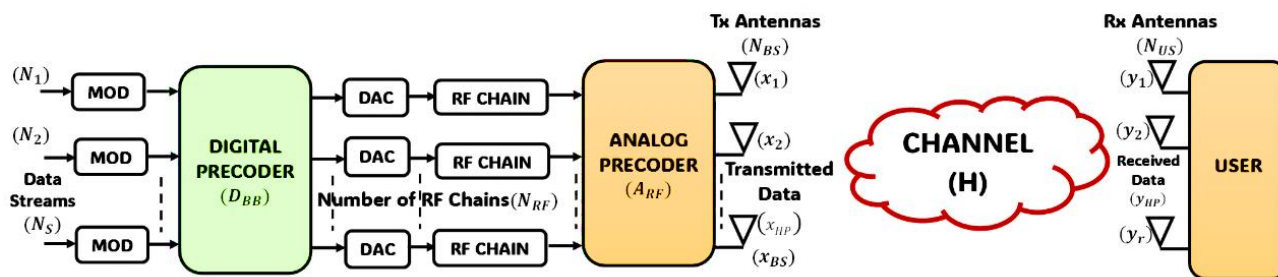 Tx Antennas
(N_BS)
Rx Antennas
(N_US)
(N_1)
MOD
DAC
RF CHAIN
(x_1)
(y_1)
(N_2)
MOD
DIGITAL
PRECODER
(D_BB)
DAC
RF CHAIN
ANALOG
PRECODER
(A_RF)
(x_2)
CHANNEL
(H)
(y_2)
USER
Data
Streams
(N_S)
Number of RF Chains(N_RF)
Transmitted
Data
(x_HP)
Received
Data
(y_HP)
MOD
DAC
RF CHAIN
(x_BS)
(y_r)